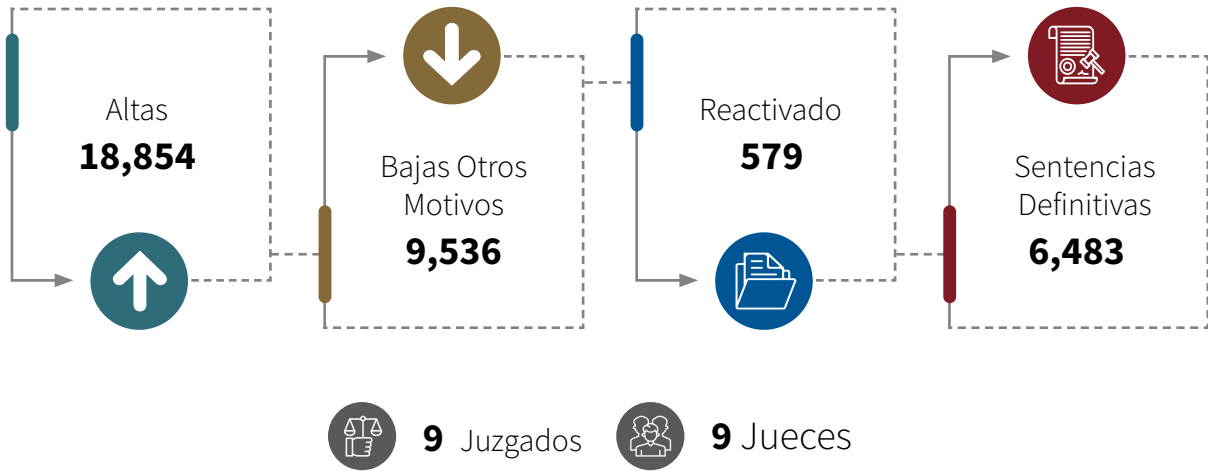 Altas
18,854
Bajas Otros
Motivos
9,536
Reactivado
579
Sentencias
Definitivas
6,483
9 Juzgados
9 Jueces